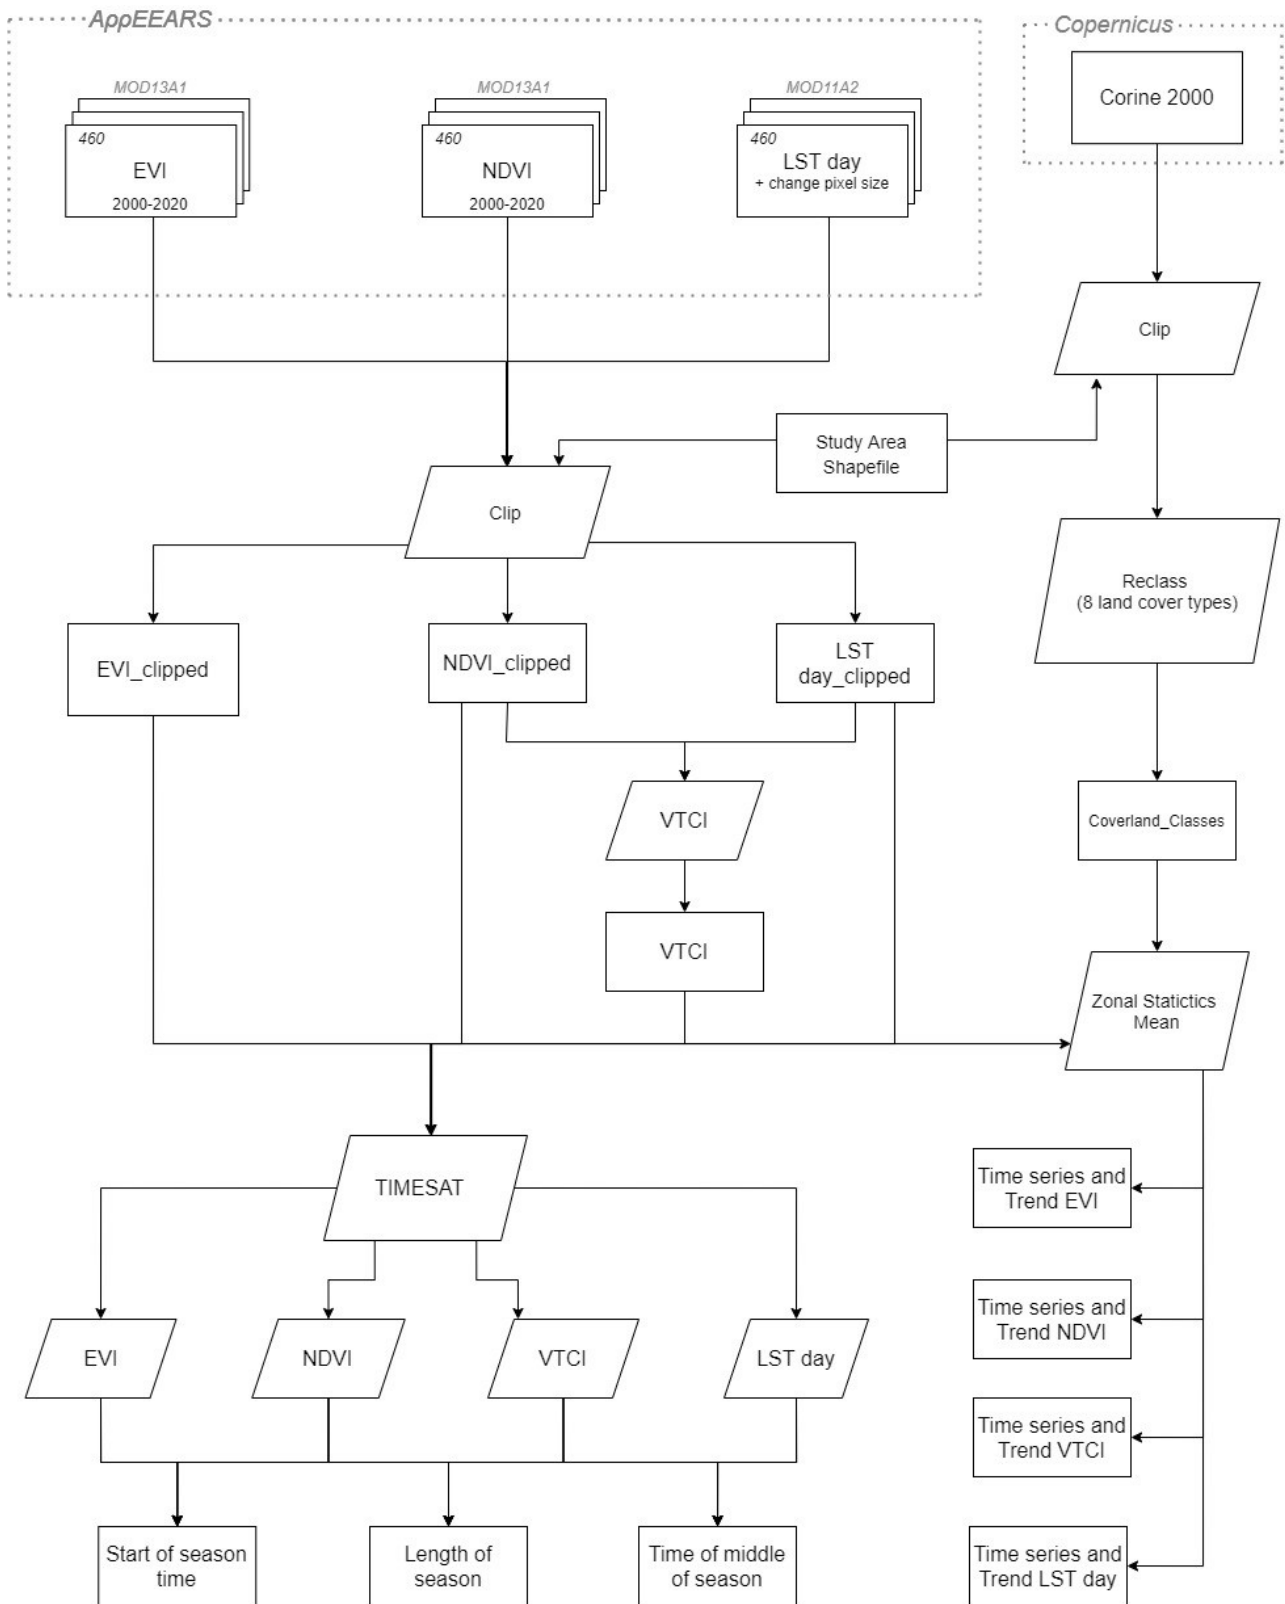 AppEEARS
Copernicus
MOD13A1
MOD13A1
MOD11A2
460
EVI
2000-2020
460
NDVI
2000-2020
460
LST day
+ change pixel size
Corine 2000
Clip
Study Area
Shapefile
Clip
Reclass
(8 land cover types)
EVI_clipped
NDVI_clipped
LST
day_clipped
VTCI
Coverland_Classes
VTCI
Zonal Statictics
Mean
TIMESAT
Time series and
Trend EVI
Time series and
Trend NDVI
EVI
NDVI
VTCI
LST day
Time series and
Trend VTCI
Start of season
time
Length of
season
Time of middle
of season
Time series and
Trend LST day